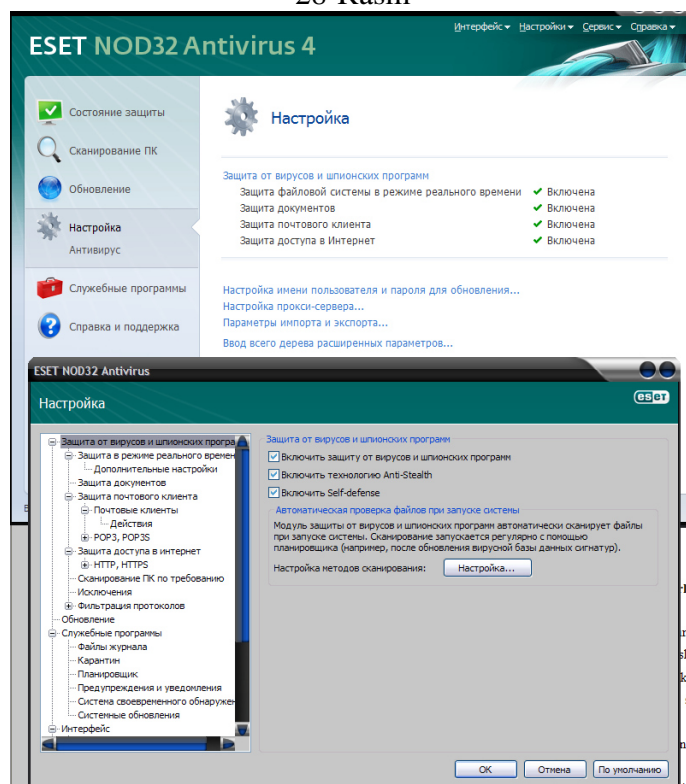 Интерфейс Настройки Сервис Справка
ESET NOD32 Antivirus 4
Состояние защиты
Сканирование ПК
Обновление
Настройка
Антивирус
Служебные программы
Справка и поддержка
Настройка
Защита от вирусов и шпионских программ
Защита файловой системы в режиме реального времени Включена
Защита документов Включена
Защита почтового клиента Включена
Защита доступа в Интернет Включена
Настройка имени пользователя и пароля для обновления...
Настройка прокси-сервера...
Параметры импорта и экспорта...
Ввод всего дерева расширенных параметров...
ESET NOD32 Antivirus
Настройка
eset
Защита от вирусов и шпионских програ
Защита в режиме реального времен
Дополнительные настройки
Защита документов
Защита почтового клиента
Почтовые клиенты
Действия
POP3, POP3S
Защита доступа в интернет
HTTP, HTTPS
Сканирование ПК по требованию
Исключения
Фильтрация протоколов
Обновление
Служебные программы
Файлы журнала
Карантин
Планировщик
Предупреждения и уведомления
Система своевременного обнаружен
Системные обновления
Интерфейс
Защита от вирусов и шпионских программ
Включить защиту от вирусов и шпионских программ
Включить технологию Anti-Stealth
Включить Self-defense
Автоматическая проверка файлов при запуске системы
Модуль защиты от вирусов и шпионских программ автоматически сканирует файлы
при запуске системы. Сканирование запускается регулярно с помощью
планировщика (например, после обновления вирусной базы данных сигнатур).
Настройка методов сканирования: Настройка...
OK Отмена По умолчанию